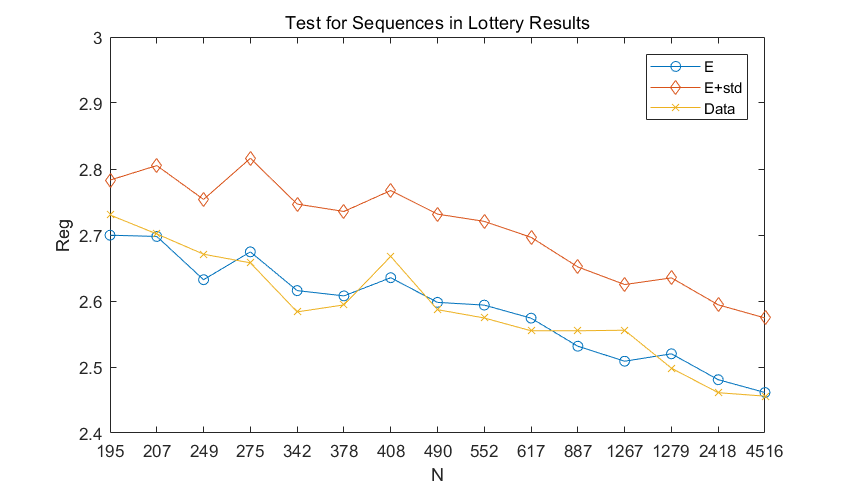 Test for Sequences in Lottery Results
3
2.9
2.8
2.7
2.6
2.5
2.4
Reg
E
E+std
Data
195 207 249 275 342 378 408 490 552 617 887 1267 1279 2418 4516
N